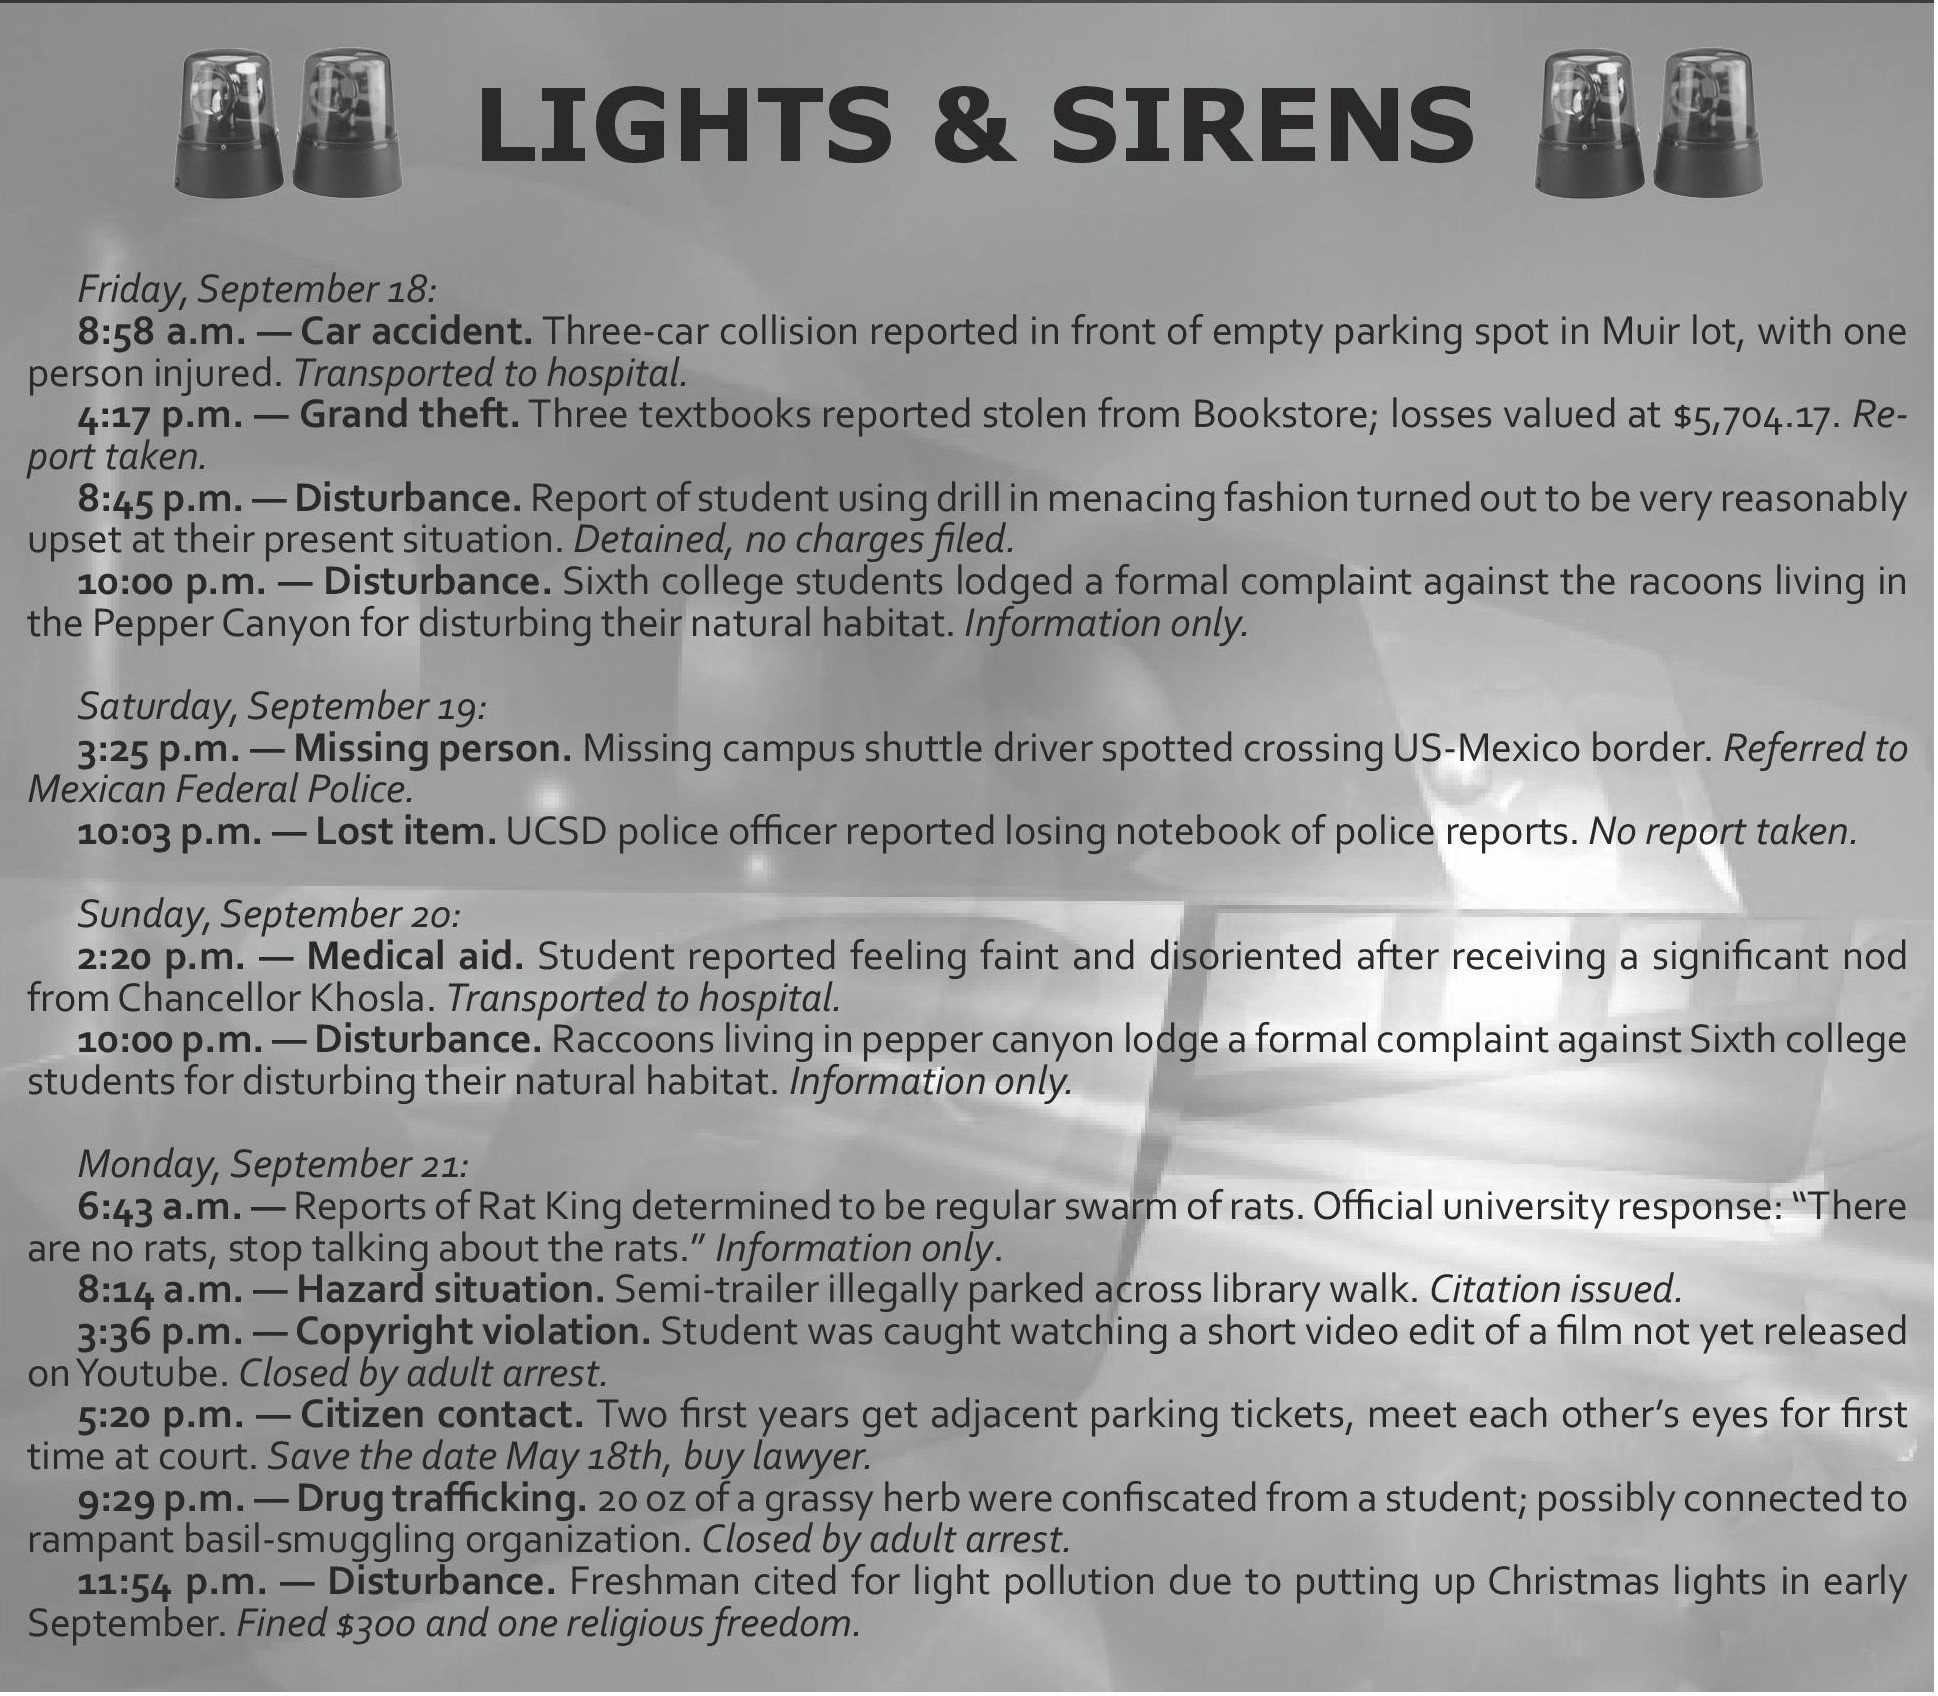 LIGHTS & SIRENS
Friday, September 18:
8:58 a.m. — Car accident. Three-car collision reported in front of empty parking spot in Muir lot, with one
person injured. Transported to hospital.
4:17 p.m. — Grand theft. Three textbooks reported stolen from Bookstore; losses valued at $5,704.17. Re-
port taken.
8:45 p.m. — Disturbance. Report of student using drill in menacing fashion turned out to be very reasonably
upset at their present situation. Detained, no charges filed.
10:00 p.m. — Disturbance. Sixth college students lodged a formal complaint against the racoons living in
the Pepper Canyon for disturbing their natural habitat. Information only.
Saturday, September 19:
3:25 p.m. — Missing person. Missing campus shuttle driver spotted crossing US-Mexico border. Referred to
Mexican Federal Police.
10:03 p.m. — Lost item. UCSD police officer reported losing notebook of police reports. No report taken.
Sunday, September 20:
2:20 p.m. — Medical aid. Student reported feeling faint and disoriented after receiving a significant nod
from Chancellor Khosla. Transported to hospital.
10:00 p.m. — Disturbance. Raccoons living in pepper canyon lodge a formal complaint against Sixth college
students for disturbing their natural habitat. Information only.
Monday, September 21:
6:43 a.m. — Reports of Rat King determined to be regular swarm of rats. Official university response: “There
are no rats, stop talking about the rats.” Information only.
8:14 a.m. — Hazard situation. Semi-trailer illegally parked across library walk. Citation issued.
3:36 p.m. — Copyright violation. Student was caught watching a short video edit of a film not yet released
on Youtube. Closed by adult arrest.
5:20 p.m. — Citizen contact. Two first years get adjacent parking tickets, meet each other’s eyes for first
time at court. Save the date May 18th, buy lawyer.
9:29 p.m. — Drug trafficking. 20 oz of a grassy herb were confiscated from a student; possibly connected to
rampant basil-smuggling organization. Closed by adult arrest.
11:54 p.m. — Disturbance. Freshman cited for light pollution due to putting up Christmas lights in early
September. Fined $300 and one religious freedom.